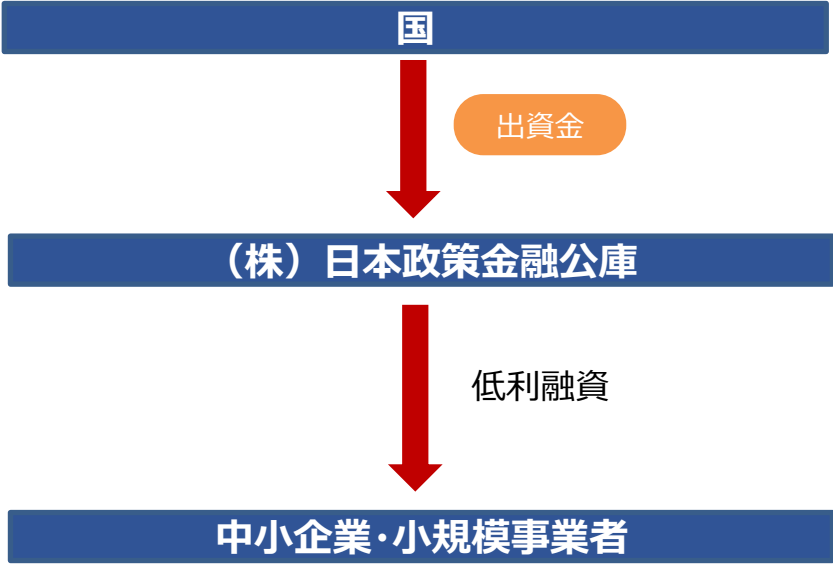 国
出資金
（株）日本政策金融公庫
低利融資
中小企業･小規模事業者